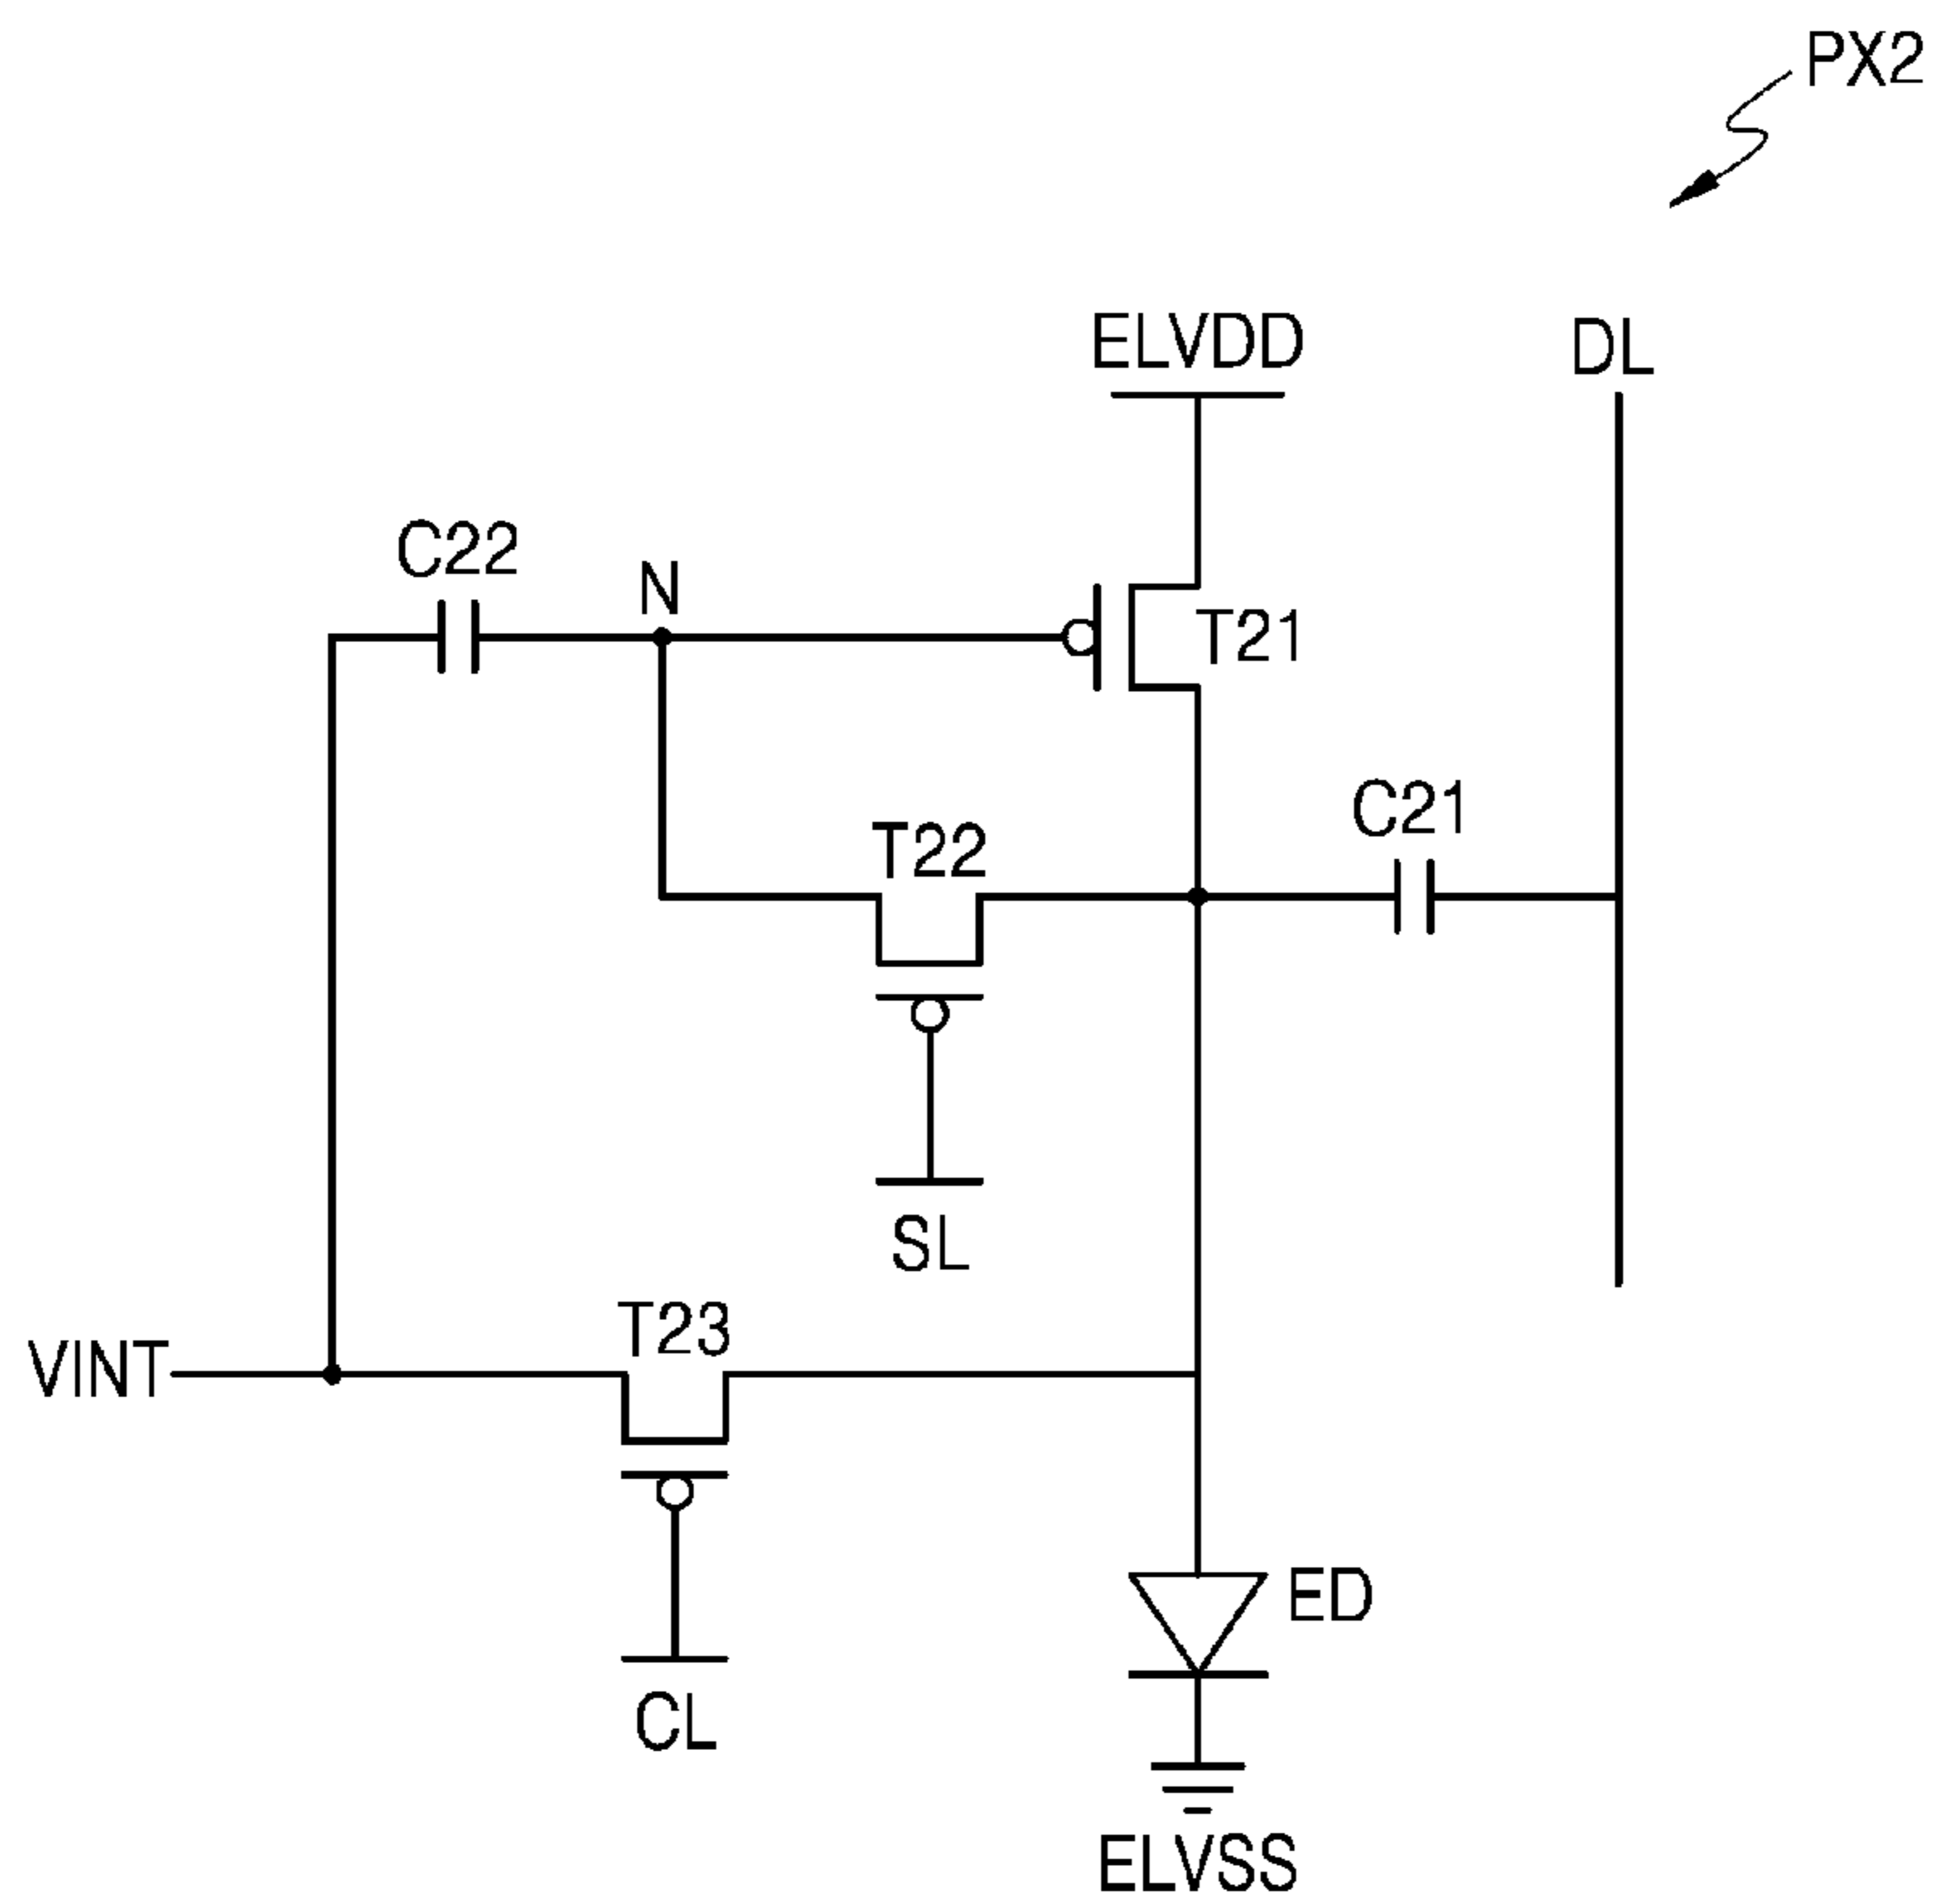 PX2
ELVDD
DL
C22
N
T21
C21
T22
SL
T23
VINT
ED
CL
ELVSS